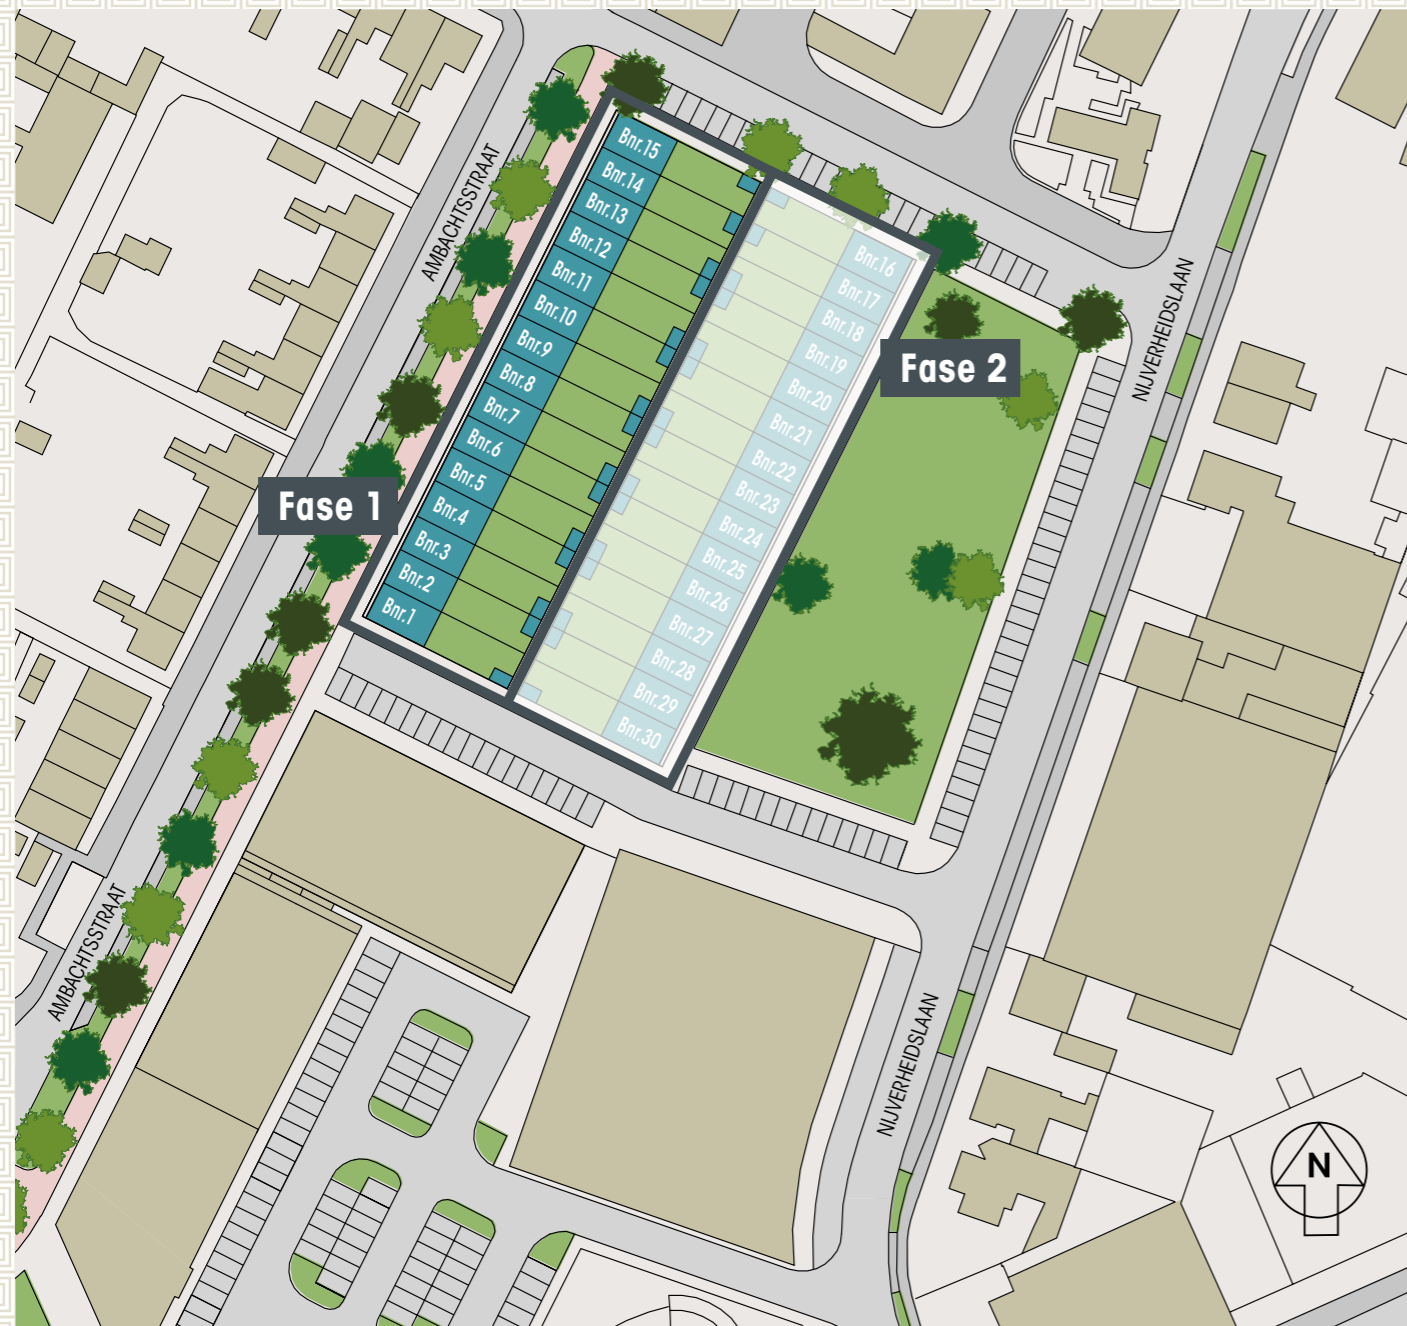 AMBACHTSSTRAAT
Bnr.15
Bnr.14
Bnr.13
Bnr.12
Bnr.11
Bnr.10
Bnr.9
Bnr.8
Bnr.7
Bnr.6
Bnr.5
Bnr.4
Bnr.3
Bnr.2
Bnr.1
Fase 1
Bnr.16
Bnr.17
Bnr.18
Bnr.19
Bnr.20
Bnr.21
Bnr.22
Bnr.23
Bnr.24
Bnr.25
Bnr.26
Bnr.27
Bnr.28
Bnr.29
Bnr.30
Fase 2
NIJVERHEIDSLAAN
AMBACHTSSTRAAT
NIJVERHEIDSLAAN
N